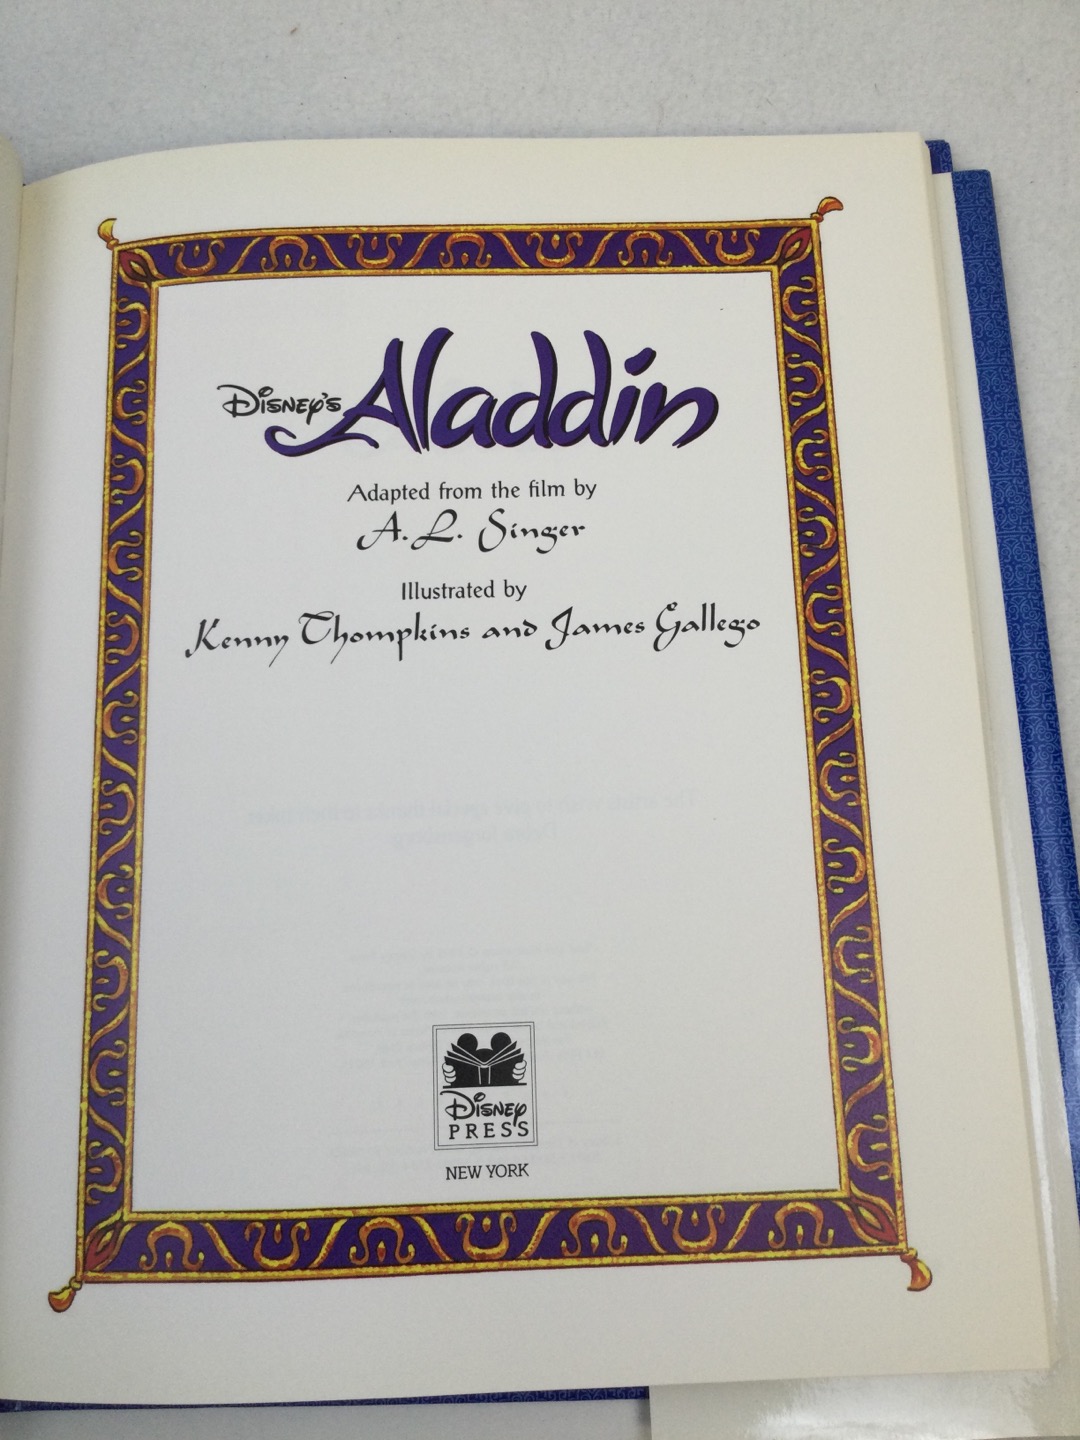 Disney's Aladdin
Adapted from the film by
A. L. Singer
Illustrated by
Kenny Thompkins and James Gallego
Disney
PRESS
NEW YORK